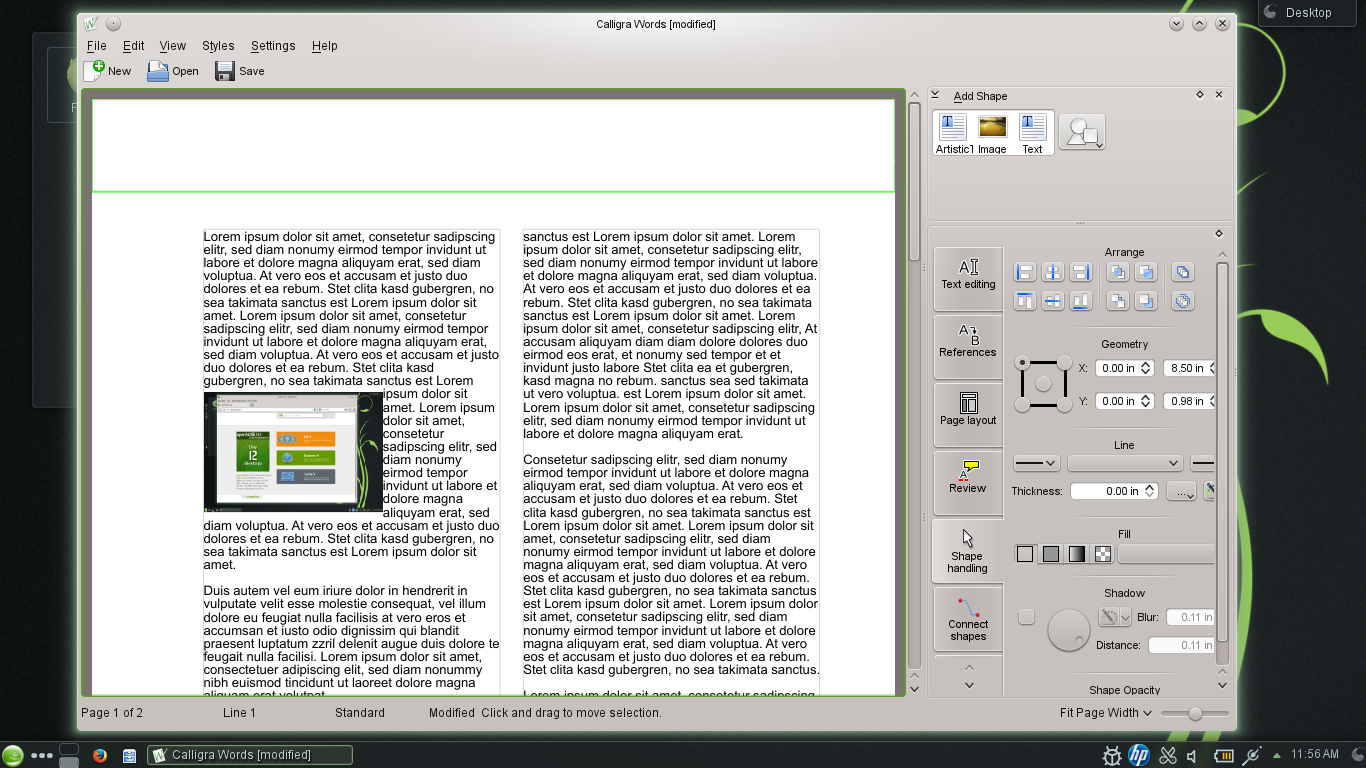 Calligra Words [modified]
Desktop
File Edit View Styles Settings Help
New Open Save
Add Shape
ArtisticT Image Text
Lorem ipsum dolor sit amet, consetetur sadipscing
elitr, sed diam nonumy eirmod tempor invidunt ut
labore et dolore magna aliquyam erat, sed diam
voluptua. At vero eos et accusam et justo duo
dolores et ea rebum. Stet clita kasd gubergren, no
sea takimata sanctus est Lorem ipsum dolor sit
amet. Lorem ipsum dolor sit amet, consetetur
sadipscing elitr, sed diam nonumy eirmod tempor
invidunt ut labore et dolore magna aliquyam erat,
sed diam voluptua. At vero eos et accusam et justo
duo dolores et ea rebum. Stet clita kasd
gubergren, no sea takimata sanctus est Lorem
ipsum dolor sit
amet. Lorem ipsum
dolor sit amet,
consetetur
sadipscing elitr, sed
diam nonumy
eirmod tempor
invidunt ut labore et
dolore magna
aliquyam erat, sed
diam voluptua. At vero eos et accusam et justo duo
dolores et ea rebum. Stet clita kasd gubergren, no
sea takimata sanctus est Lorem ipsum dolor sit
amet.
Duis autem vel eum iriure dolor in hendrerit in
vulputate velit esse molestie consequat, vel illum
dolore eu feugiat nulla facilisis at vero eros et
accumsan et iusto odio dignissim qui blandit
praesent luptatum zzril delenit augue duis dolore te
feugait nulla facilisi. Lorem ipsum dolor sit amet,
consectetuer adipiscing elit, sed diam nonummy
nibh euismod tincidunt ut laoreet dolore magna
aliquam erat volutpat.
sanctus est Lorem ipsum dolor sit amet. Lorem
ipsum dolor sit amet, consetetur sadipscing elitr,
sed diam nonumy eirmod tempor invidunt ut labore
et dolore magna aliquyam erat, sed diam voluptua.
At vero eos et accusam et justo duo dolores et ea
rebum. Stet clita kasd gubergren, no sea takimata
sanctus est Lorem ipsum dolor sit amet. Lorem
ipsum dolor sit amet, consetetur sadipscing elitr, At
accusam aliquyam diam diam dolore dolores duo
eirmod eos erat, et nonumy sed tempor et et
invidunt justo labore Stet clita ea et gubergren,
kasd magna no rebum. sanctus sea sed takimata
ut vero voluptua. est Lorem ipsum dolor sit amet.
Lorem ipsum dolor sit amet, consetetur sadipscing
elitr, sed diam nonumy eirmod tempor invidunt ut
labore et dolore magna aliquyam erat.
Consetetur sadipscing elitr, sed diam nonumy
eirmod tempor invidunt ut labore et dolore magna
aliquyam erat, sed diam voluptua. At vero eos et
accusam et justo duo dolores et ea rebum. Stet
clita kasd gubergren, no sea takimata sanctus est
Lorem ipsum dolor sit amet. Lorem ipsum dolor sit
amet, consetetur sadipscing elitr, sed diam
nonumy eirmod tempor invidunt ut labore et dolore
magna aliquyam erat, sed diam voluptua. At vero
eos et accusam et justo duo dolores et ea rebum.
Stet clita kasd gubergren, no sea takimata sanctus
est Lorem ipsum dolor sit amet. Lorem ipsum dolor
sit amet, consetetur sadipscing elitr, sed diam
nonumy eirmod tempor invidunt ut labore et dolore
magna aliquyam erat, sed diam voluptua. At vero
eos et accusam et justo duo dolores et ea rebum.
Stet clita kasd gubergren, no sea takimata sanctus.
Lorem ipsum dolor sit amet, consetetur sadipscing
Text editing
References
Page layout
Review
Shape
handling
Connect
shapes
Arrange
Geometry
X: 0.00 in 8.50 in
Y: 0.00 in 0.98 in
Line
Thickness: 0.00 in ...
Fill
Shadow
Blur: 0.11 in
Distance: 0.11 in
Shape Opacity
Page 1 of 2 Line 1 Standard Modified Click and drag to move selection. Fit Page Width
Calligra Words [modified] hp 11:56 AM